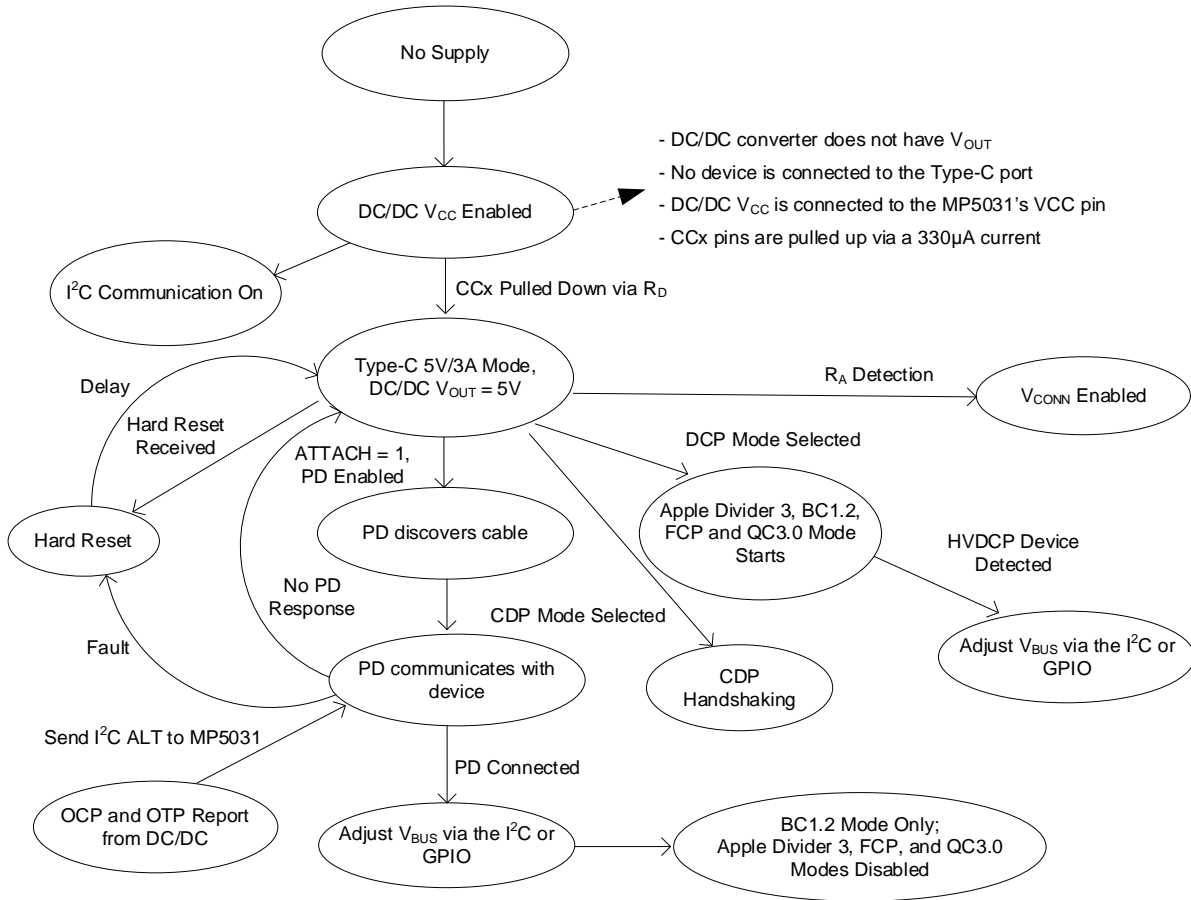 No Supply
- DC/DC converter does not have VOUT
- No device is connected to the Type-C port
DC/DC VCC Enabled
- DC/DC VCC is connected to the MP5031's VCC pin
- CCx pins are pulled up via a 330µA current
I²C Communication On
CCx Pulled Down via RD
Type-C 5V/3A Mode,
DC/DC VOUT = 5V
Delay
RA Detection
VCONN Enabled
Hard Reset
Received
DCP Mode Selected
ATTACH = 1,
PD Enabled
Apple Divider 3, BC1.2,
FCP and QC3.0 Mode
Starts
PD discovers cable
Hard Reset
HVDCP Device
Detected
No PD
Response
CDP Mode Selected
Fault
PD communicates with
device
Adjust VBUS via the I²C or
GPIO
CDP
Handshaking
Send I²C ALT to MP5031
PD Connected
OCP and OTP Report
from DC/DC
Adjust VBUS via the I²C or
GPIO
BC1.2 Mode Only;
Apple Divider 3, FCP, and QC3.0
Modes Disabled